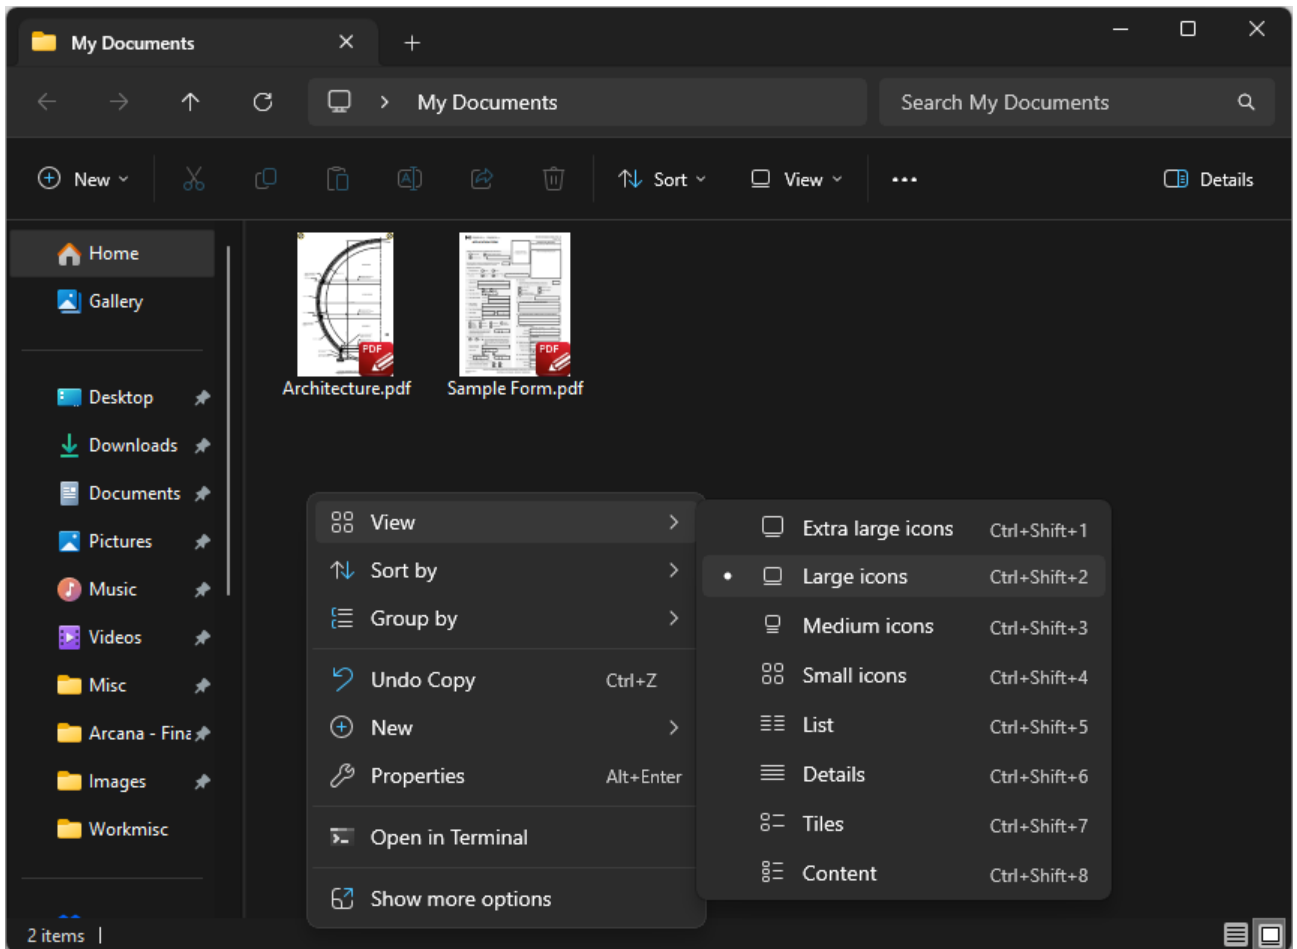 My Documents
My Documents
Search My Documents
New
Sort
View
Details
Home
Gallery
Desktop
Downloads
Documents
Pictures
Music
Videos
Misc
Arcana - Fina
Images
Workmisc
PDF
Architecture.pdf
PDF
Sample Form.pdf
View
Sort by
Group by
Undo Copy Ctrl+Z
New
Properties Alt+Enter
Open in Terminal
Show more options
Extra large icons Ctrl+Shift+1
Large icons Ctrl+Shift+2
Medium icons Ctrl+Shift+3
Small icons Ctrl+Shift+4
List Ctrl+Shift+5
Details Ctrl+Shift+6
Tiles Ctrl+Shift+7
Content Ctrl+Shift+8
2 items